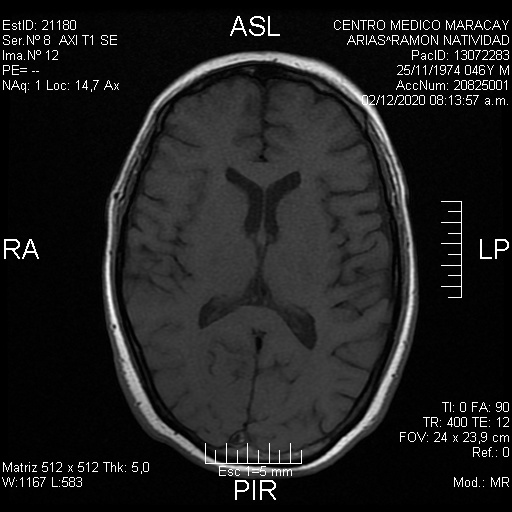 EstID: 21180
Ser.Nº 8 AXI T1 SE
Ima.Nº 12
PE= --
NAq: 1 Loc: 14,7 Ax
ASL
CENTRO MEDICO MARACAY
ARIAS^RAMON NATIVIDAD
PacID: 13072283
25/11/1974 046Y M
AccNum: 20825001
02/12/2020 08:13:57 a.m.
RA
LP
TI: 0 FA: 90
TR: 400 TE: 12
FOV: 24 x 23,9 cm
Ref.: 0
Matriz 512 x 512 Thk: 5,0
W:1167 L:583
Esc 1=5 mm
PIR
Mod.: MR